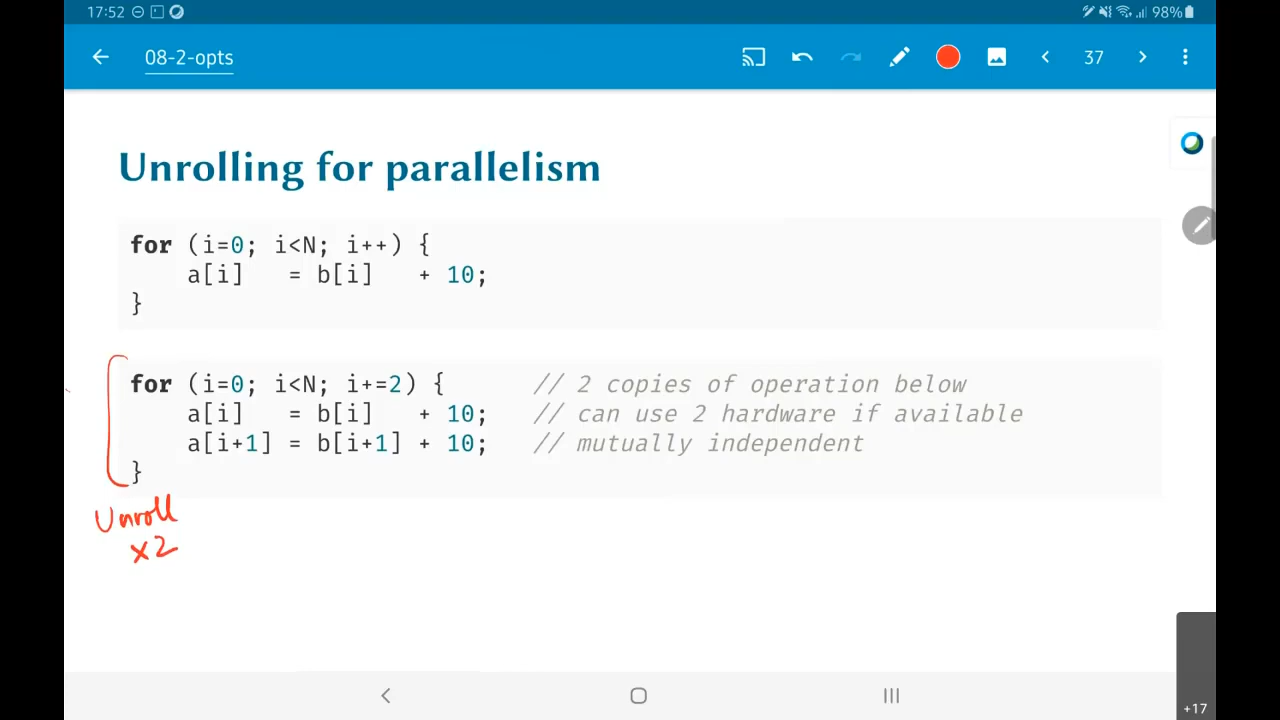 17:52
98%
08-2-opts
37
Unrolling for parallelism
for (i=0; i<N; i++) {
a[i] = b[i] + 10;
}
for (i=0; i<N; i+=2) { // 2 copies of operation below
a[i] = b[i] + 10; // can use 2 hardware if available
a[i+1] = b[i+1] + 10; // mutually independent
}
Unroll
x2
+17